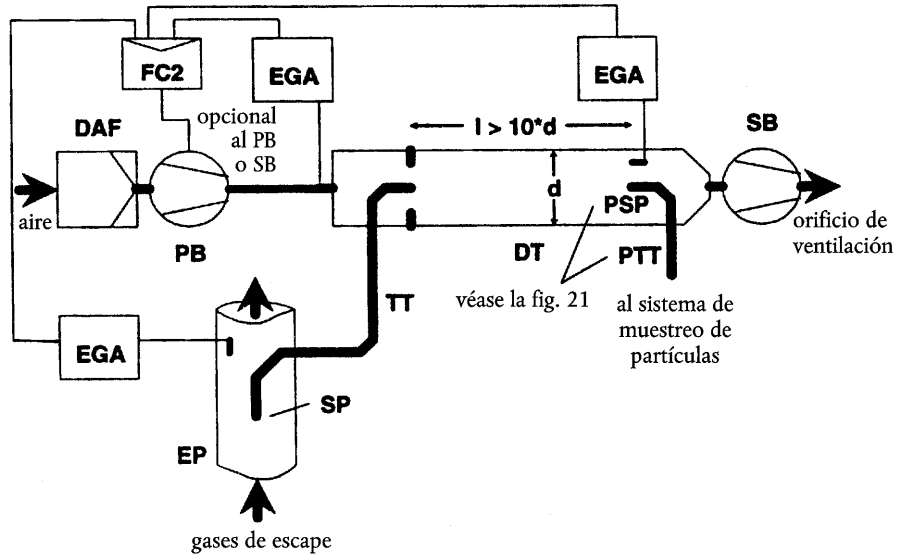 FC2
EGA
EGA
opcional
al PB
o SB
l > 10*d
SB
DAF
d
aire
PSP
orificio de
ventilación
PB
DT
PTT
TT
véase la fig. 21
al sistema de
muestreo de
partículas
EGA
SP
EP
gases de escape